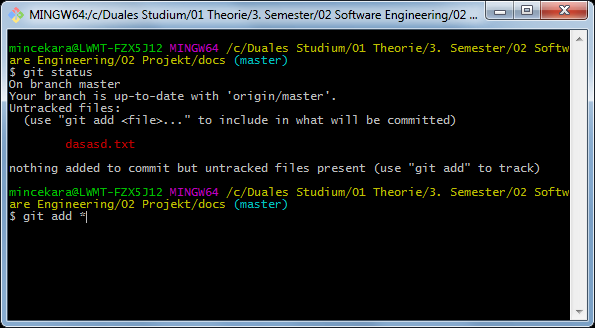 MINGW64:/c/Duales Studium/01 Theorie/3. Semester/02 Software Engineering/02 ...
mincekara@LWMT-FZX5J12 MINGW64 /c/Duales Studium/01 Theorie/3. Semester/02 Softw
are Engineering/02 Projekt/docs (master)
$ git status
On branch master
Your branch is up-to-date with 'origin/master'.
Untracked files:
  (use "git add <file>..." to include in what will be committed)
        dasasd.txt
nothing added to commit but untracked files present (use "git add" to track)
mincekara@LWMT-FZX5J12 MINGW64 /c/Duales Studium/01 Theorie/3. Semester/02 Softw
are Engineering/02 Projekt/docs (master)
$ git add *